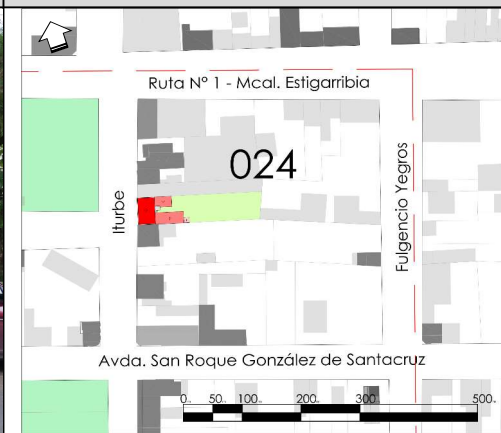 Ruta N° 1 - Mcal. Estigarribia
024
Iturbe
Fulgencio Yegros
Avda. San Roque González de Santacruz
0. 50. 100. 200. 300. 500.